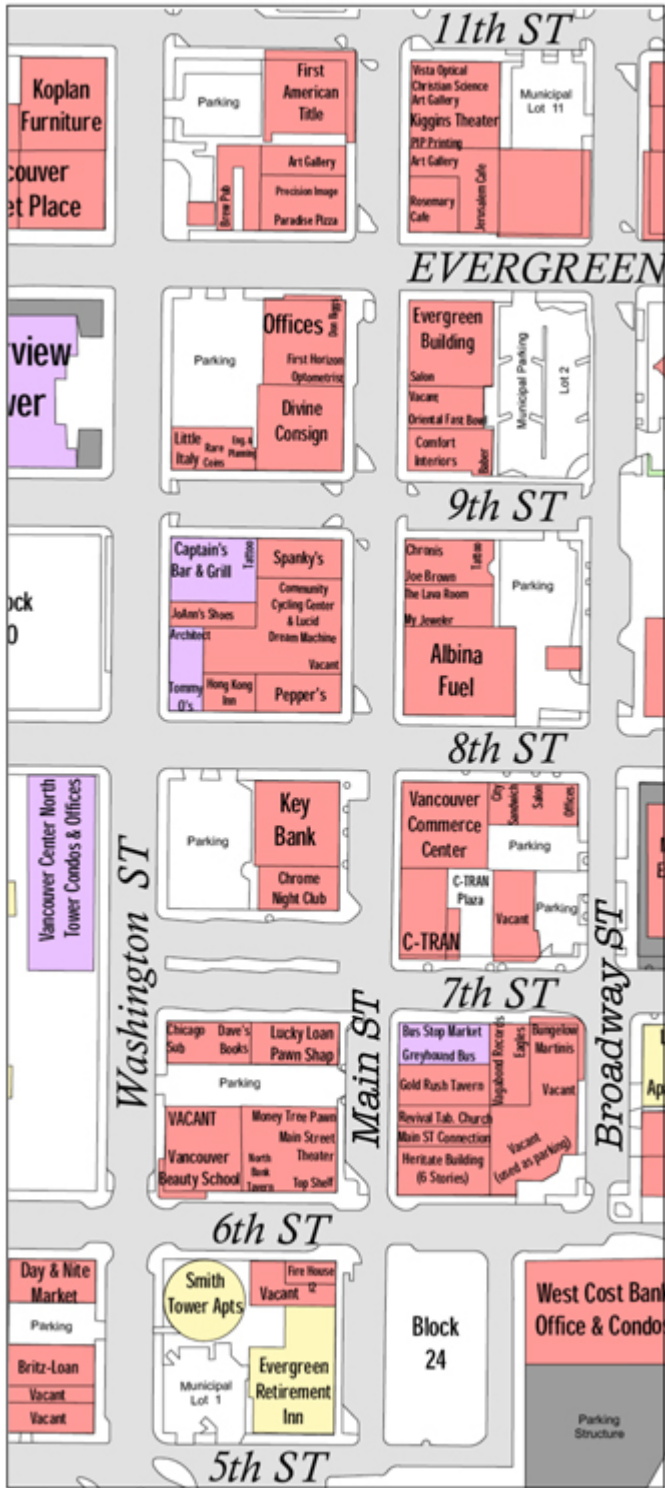 11th ST
Koplan
Furniture
couver
et Place
Parking
First
American
Title
Brew Pub
Art Gallery
Precision Image
Paradise Pizza
Vista Optical
Christian Science
Art Gallery
Kiggins Theater
PIP Printing
Art Gallery
Rosemary
Cafe
Jerusalem Cafe
Municipal
Lot 11
EVERGREEN
rview
wer
Parking
Offices
First Horizon
Optometrist
Divine
Consign
Little
Italy
Rare
Coins
Eng. &
Planning
Evergreen
Building
Salon
Vacant
Oriental Fast Bowl
Comfort
Interiors
Municipal Parking
Lot 2
9th ST
ock
0
Captain's
Bar & Grill
Tattoo
JoAnn's Shoes
Architect
Tommy
O's
Hong Kong
Inn
Spanky's
Community
Cycling Center
& Lucid
Dream Machine
Vacant
Pepper's
Chronis
Joe Brown
Tattoo
The Lava Room
My Jeweler
Albina
Fuel
Parking
8th ST
Vancouver Center North
Tower Condos & Offices
Washington ST
Parking
Key
Bank
Chrome
Night Club
Vancouver
Commerce
Center
City
Sandwich
Salon
Offices
Parking
C-TRAN
Plaza
C-TRAN
Vacant
Parking
7th ST
Main ST
Broadway ST
Chicago
Sub
Dave's
Books
Lucky Loan
Pawn Shap
Parking
VACANT
Vancouver
Beauty School
Money Tree Pawn
Main Street
Theater
North
Bank
Tavern
Top Shelf
Bus Stop Market
Greyhound Bus
Gold Rush Tavern
Revival Tab. Church
Main ST Connection
Heritate Building
(6 Stories)
Vagabond Records
Eagles
Bungelow
Martinis
Vacant
Vacant
(used as parking)
Ap
6th ST
Day & Nite
Market
Parking
Britz-Loan
Vacant
Vacant
Smith
Tower Apts
Fire House
12
Vacant
Municipal
Lot 1
Evergreen
Retirement
Inn
Block
24
West Cost Bank
Office & Condo
Parking
Structure
5th ST